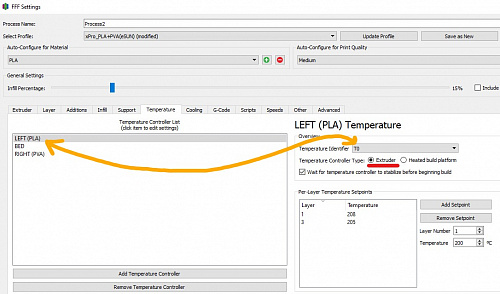 FFF Settings
Process Name: Process2
Select Profile: xPro_PLA+PVA(eSUN) (modified) Update Profile Save as New
Auto-Configure for Material Auto-Configure for Print Quality
PLA Medium
General Settings
Infill Percentage: 15% Include
Extruder Layer Additions Infill Support Temperature Cooling G-Code Scripts Speeds Other Advanced
Temperature Controller List
(click item to edit settings)
LEFT (PLA)
BED
RIGHT (PVA)
Add Temperature Controller
Remove Temperature Controller
LEFT (PLA) Temperature
Overview
Temperature Identifier T0
Temperature Controller Type: Extruder Heated build platform
Wait for temperature controller to stabilize before beginning build
Per-Layer Temperature Setpoints
Layer Temperature
1 208
3 205
Add Setpoint
Remove Setpoint
Layer Number 1
Temperature 200 ºC